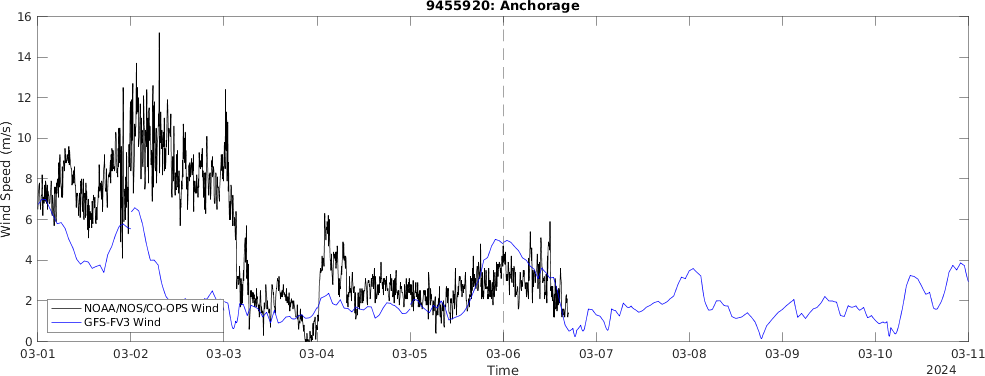 9455920: Anchorage
Wind Speed (m/s)
16
14
12
10
8
6
4
2
0
NOAA/NOS/CO-OPS Wind
GFS-FV3 Wind
03-01 03-02 03-03 03-04 03-05 03-06 03-07 03-08 03-09 03-10 03-11
Time
2024